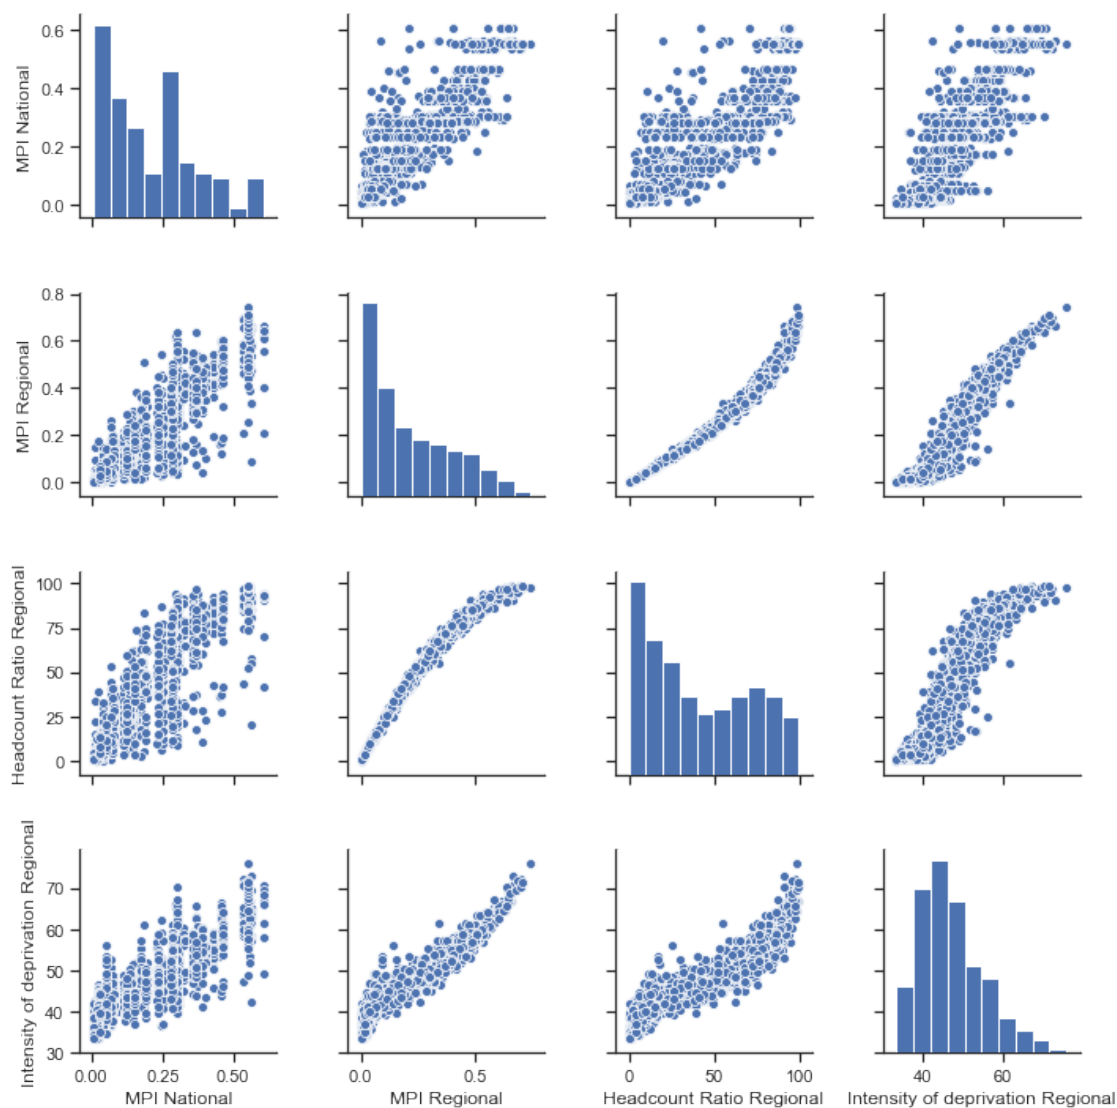 0.6
0.4
0.2
0.0
MPI National
0.8
0.6
0.4
0.2
0.0
MPI Regional
100
75
50
25
0
Headcount Ratio Regional
70
60
50
40
30
Intensity of deprivation Regional
0.00 0.25 0.50
MPI National
0.0 0.5
MPI Regional
0 50 100
Headcount Ratio Regional
40 60
Intensity of deprivation Regional